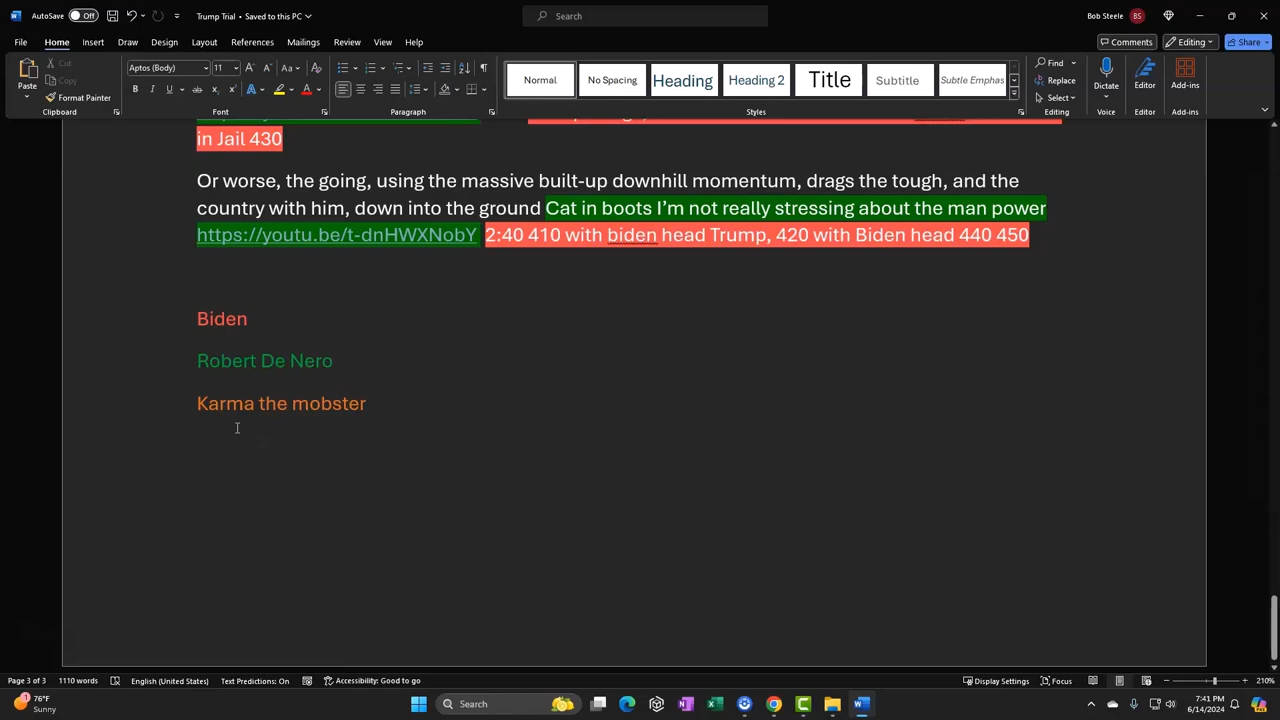 AutoSave Off Trump Trial • Saved to this PC Search Bob Steele BS
File Home Insert Draw Design Layout References Mailings Review View Help Comments Editing Share
Paste Cut Copy Format Painter Clipboard
Aptos (Body) 11 Font
Paragraph
Normal No Spacing Heading Heading 2 Title Subtitle Subtle Emphas Styles
Find Replace Select Editing
Dictate Voice
Editor Editor
Add-ins Add-ins
in Jail 430
Or worse, the going, using the massive built-up downhill momentum, drags the tough, and the
country with him, down into the ground Cat in boots I’m not really stressing about the man power
https://youtu.be/t-dnHWXNobY 2:40 410 with biden head Trump, 420 with Biden head 440 450
Biden
Robert De Nero
Karma the mobster
Page 3 of 3 1110 words English (United States) Text Predictions: On Accessibility: Good to go Display Settings Focus 210%
76°F
Sunny
Search
7:41 PM
6/14/2024